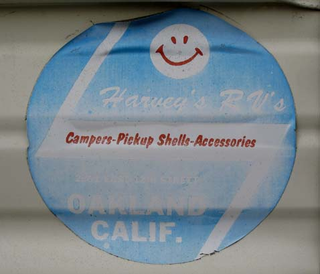 Harvey's RV's
Campers-Pickup Shells-Accessories
OAKLAND
CALIF.